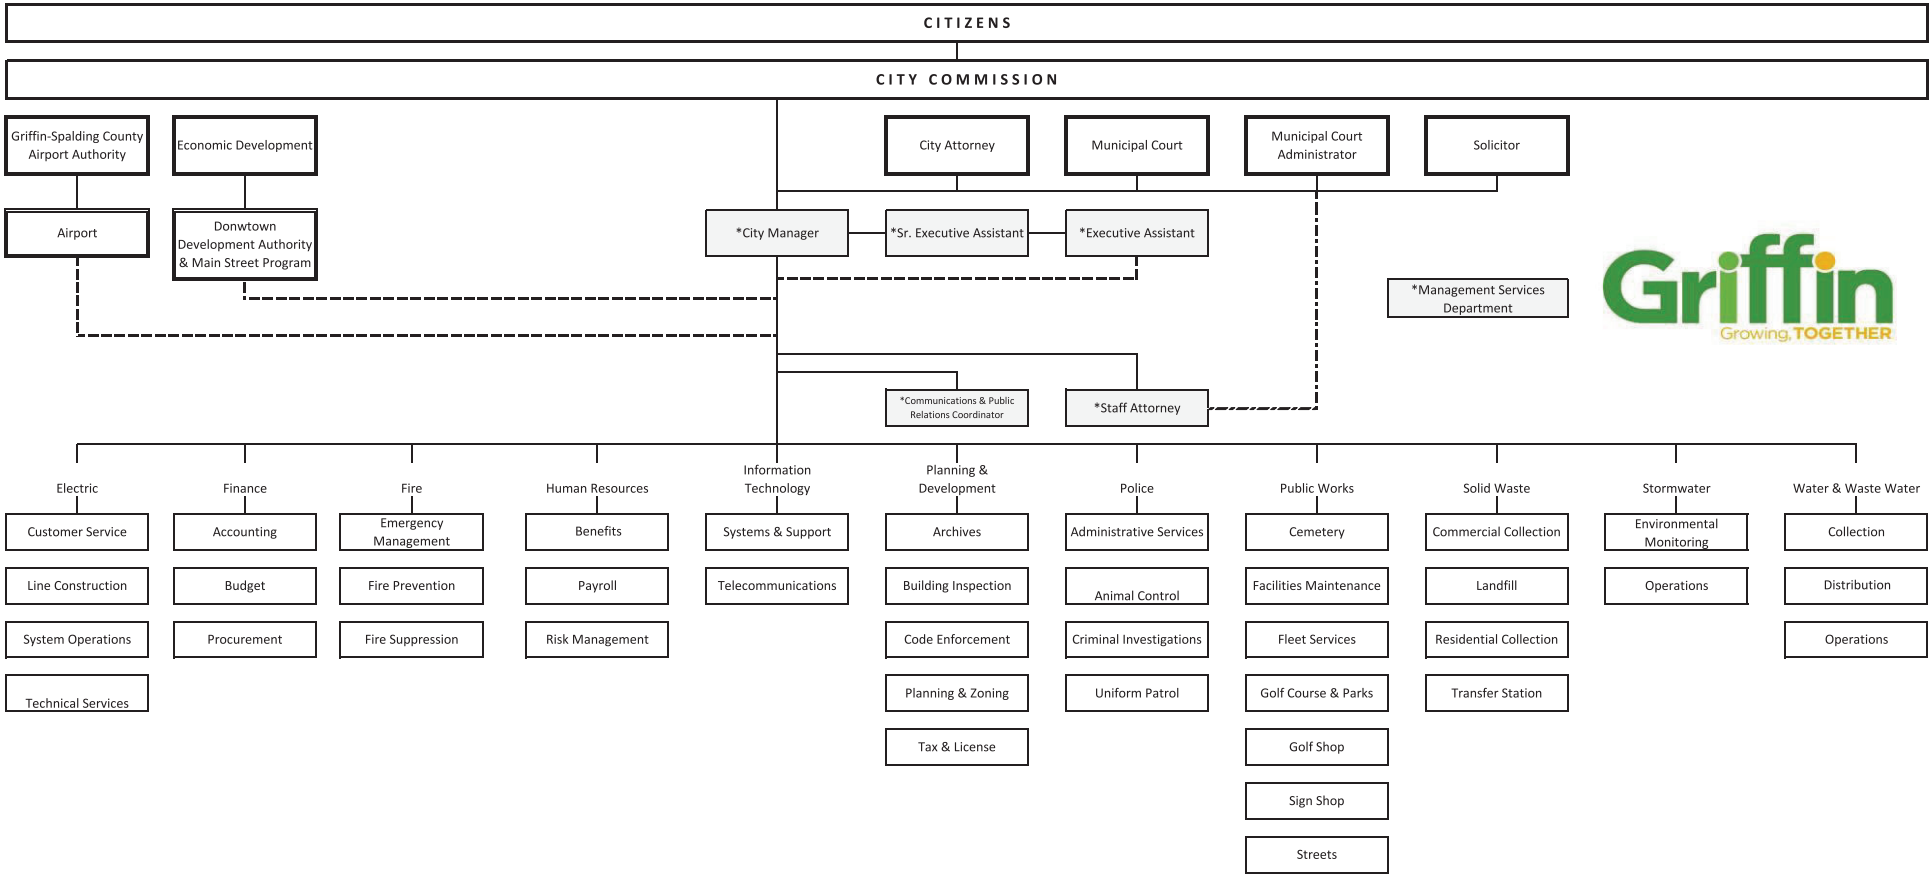 CITIZENS
CITY COMMISSION
Griffin-Spalding County
Airport Authority
Economic Development
City Attorney
Municipal Court
Municipal Court
Administrator
Solicitor
Airport
Donwtown
Development Authority
& Main Street Program
*City Manager
*Sr. Executive Assistant
*Executive Assistant
*Management Services
Department
Griffin
Growing, TOGETHER
*Communications & Public
Relations Coordinator
*Staff Attorney
Electric
Customer Service
Line Construction
System Operations
Technical Services
Finance
Accounting
Budget
Procurement
Fire
Emergency
Management
Fire Prevention
Fire Suppression
Human Resources
Benefits
Payroll
Risk Management
Information
Technology
Systems & Support
Telecommunications
Planning &
Development
Archives
Building Inspection
Code Enforcement
Planning & Zoning
Tax & License
Police
Administrative Services
Animal Control
Criminal Investigations
Uniform Patrol
Public Works
Cemetery
Facilities Maintenance
Fleet Services
Golf Course & Parks
Golf Shop
Sign Shop
Streets
Solid Waste
Commercial Collection
Landfill
Residential Collection
Transfer Station
Stormwater
Environmental
Monitoring
Operations
Water & Waste Water
Collection
Distribution
Operations